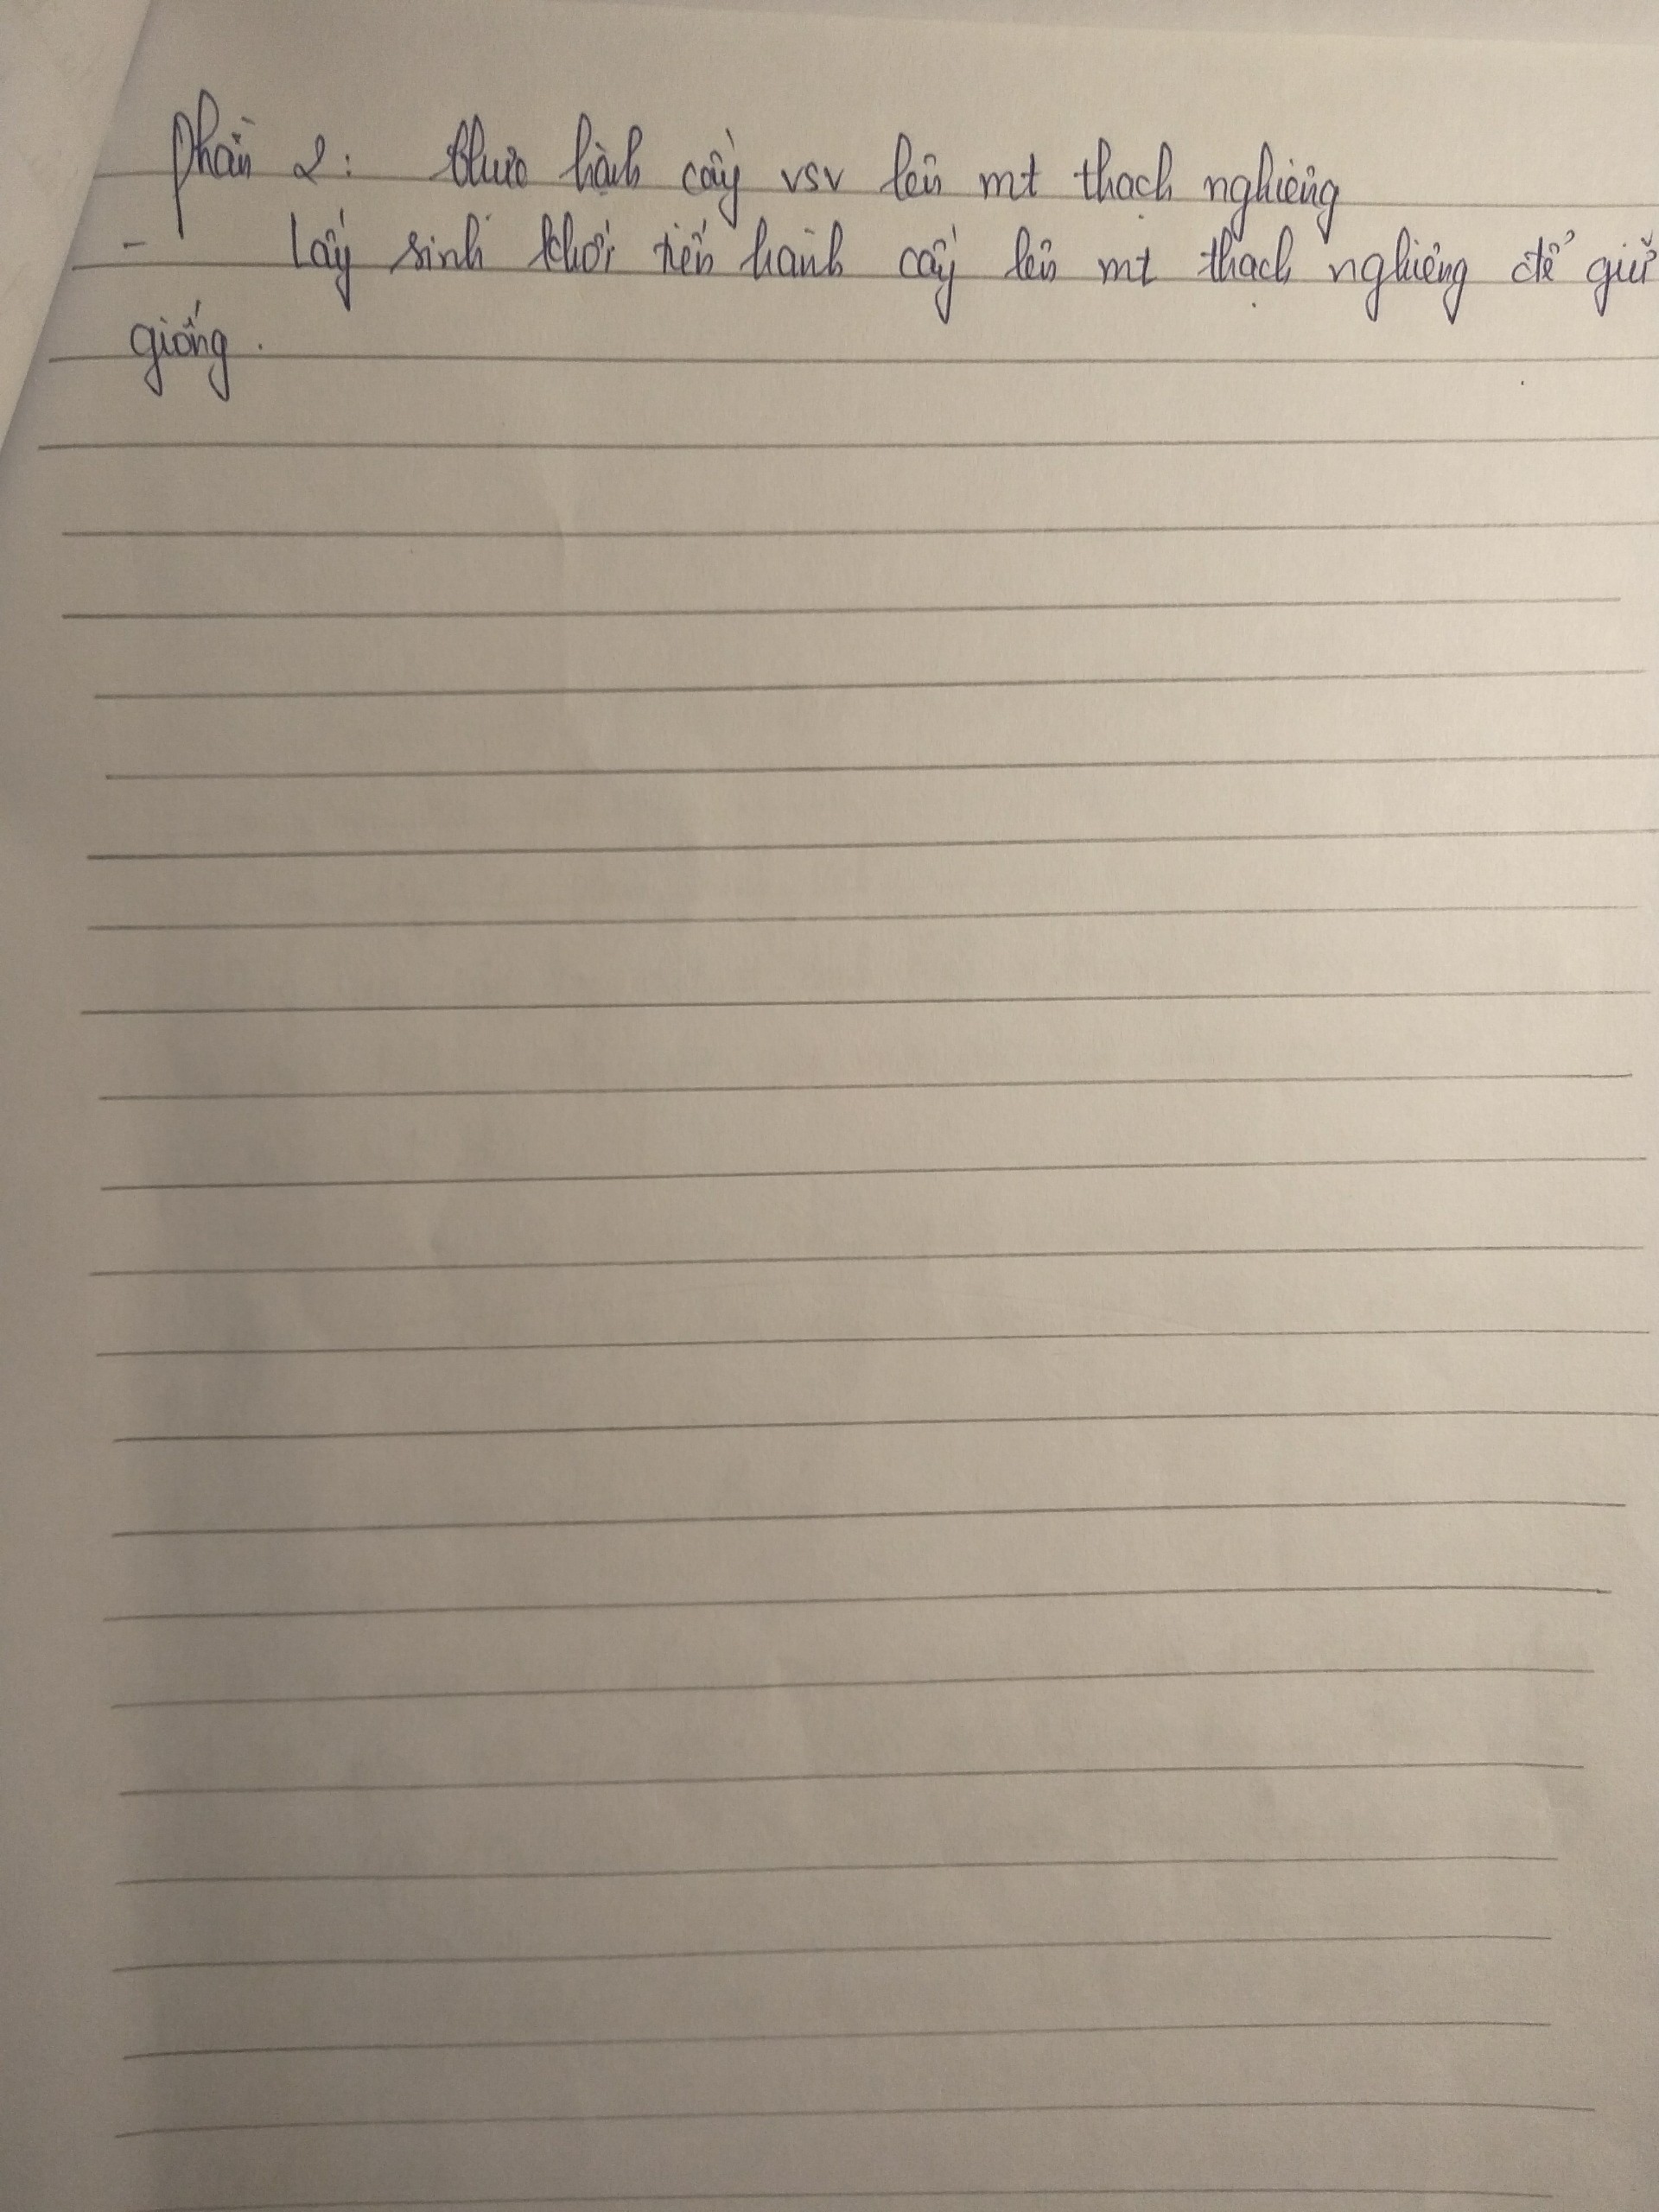 Phần 2: thực hành cấy vsv lên mt thạch nghiêng
- lấy sinh khối tiến hành cấy lên mt thạch nghiêng để giữ
giống.